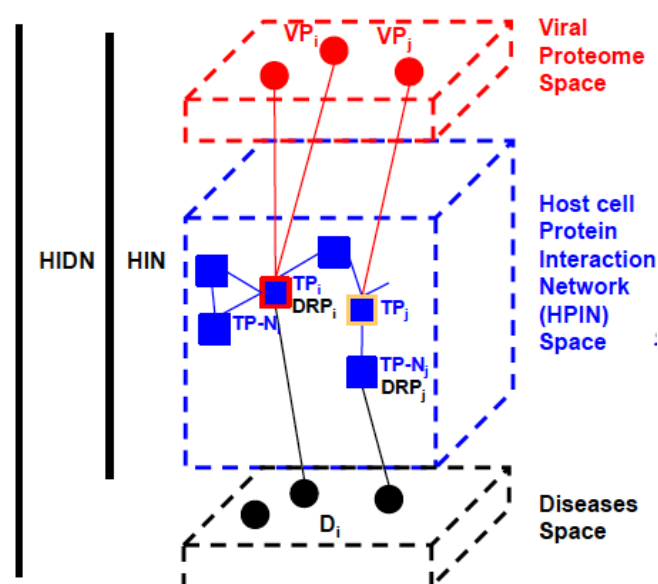 VPi
VPj
Viral
Proteome
Space
Host cell
Protein
Interaction
Network
(HPIN)
Space
HIDN
HIN
TPi
DRPi
TPj
TP-N
TP-Nj
DRPj
Di
Diseases
Space